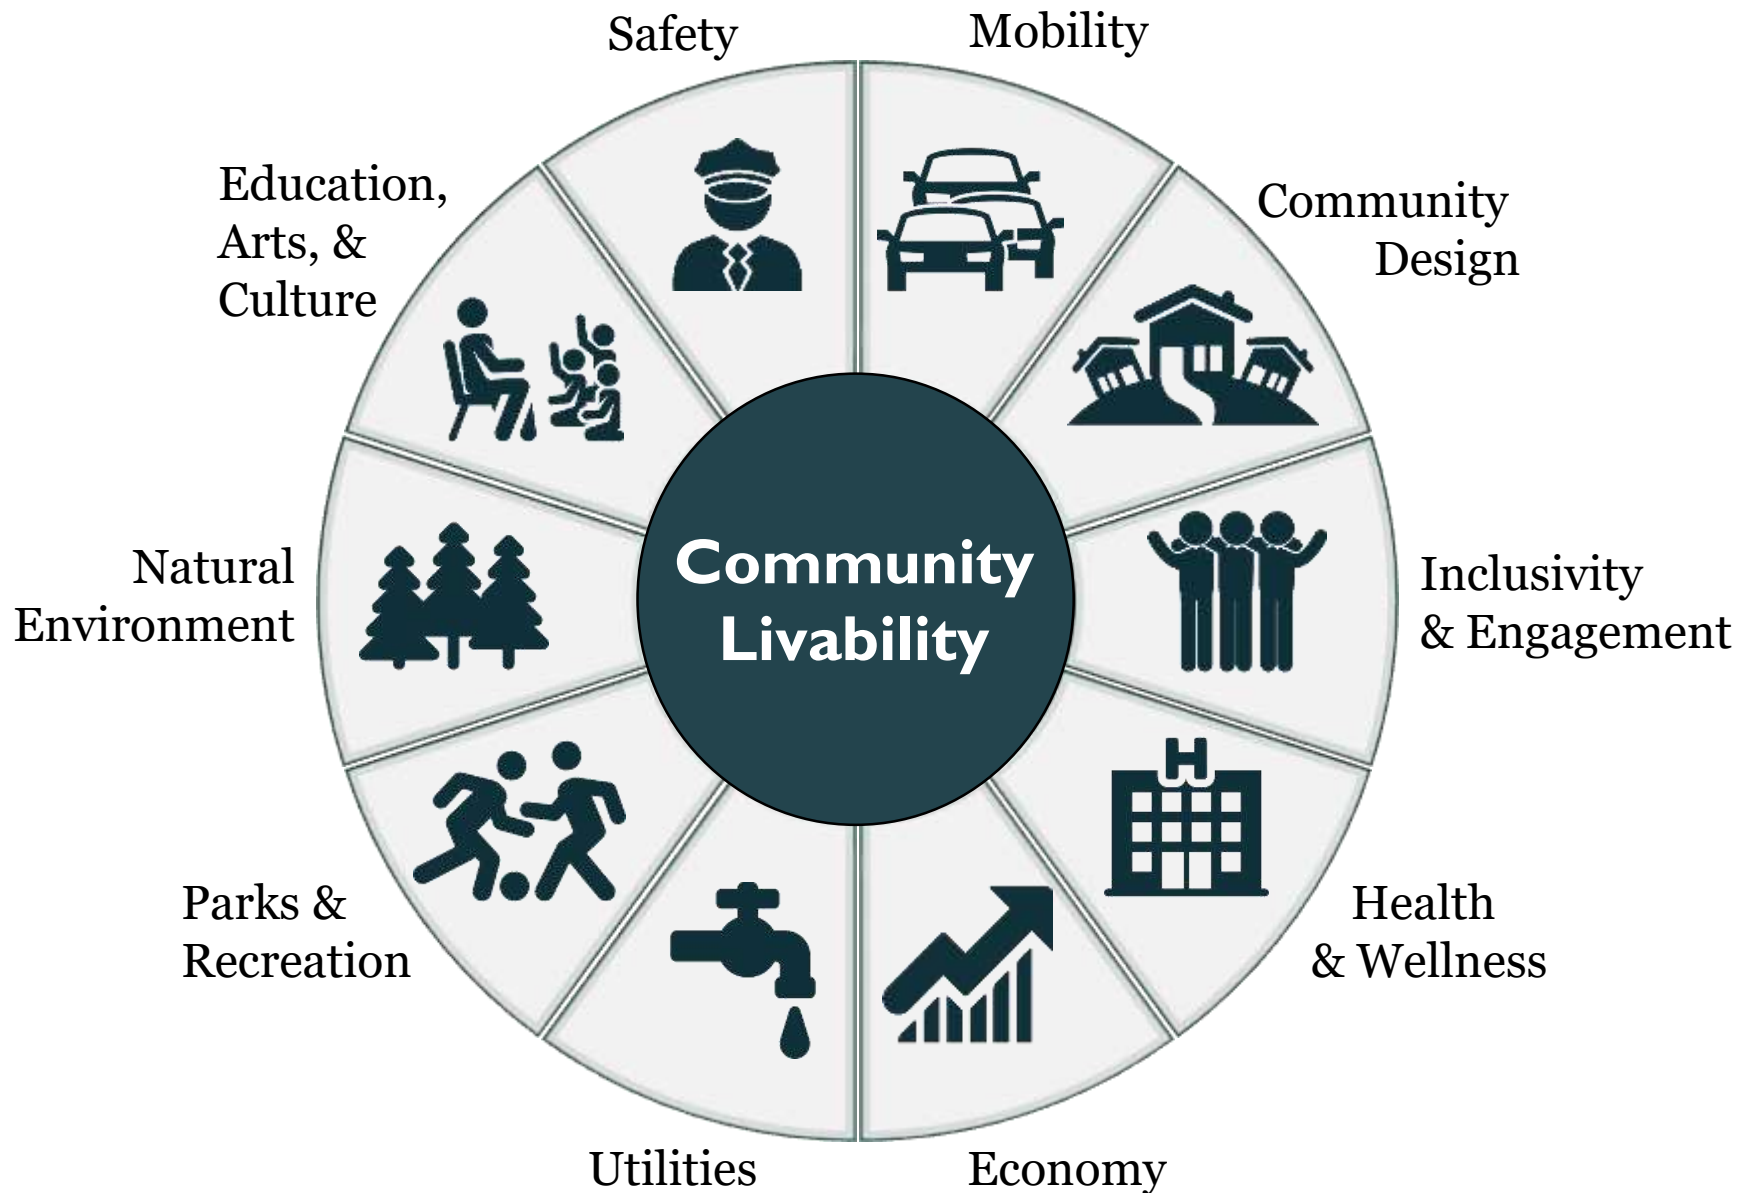 Safety
Mobility
Education,
Arts, &
Culture
Community
Design
Natural
Environment
Community
Livability
Inclusivity
& Engagement
H
Parks &
Recreation
Health
& Wellness
Utilities
Economy